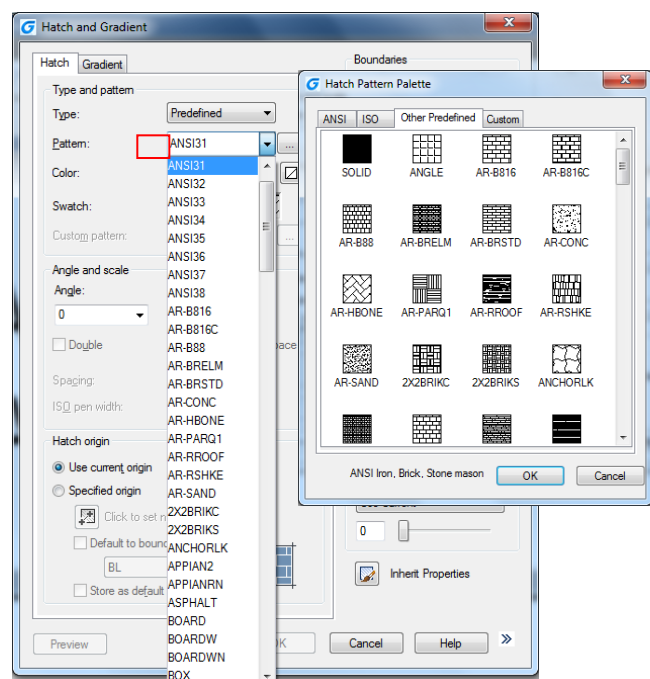 Hatch and Gradient
Hatch
Gradient
Boundaries
Type and pattern
Type:
Predefined
Pattern:
ANSI31
...
Color:
Swatch:
Custom pattern:
...
Angle and scale
Angle:
0
Double
Spacing:
ISO pen width:
Hatch origin
Use current origin
Specified origin
Click to set n
Default to boun
BL
Store as default
ANSI31
ANSI32
ANSI33
ANSI34
ANSI35
ANSI36
ANSI37
ANSI38
AR-B816
AR-B816C
AR-B88
AR-BRELM
AR-BRSTD
AR-CONC
AR-HBONE
AR-PARQ1
AR-RROOF
AR-RSHKE
AR-SAND
2X2BRIKC
2X2BRIKS
ANCHORLK
APPIAN2
APPIANRN
ASPHALT
BOARD
BOARDW
BOARDWN
BOX
pace
0
Inherit Properties
Preview
OK
Cancel
Help
Hatch Pattern Palette
ANSI
ISO
Other Predefined
Custom
SOLID ANGLE AR-B816 AR-B816C
AR-B88 AR-BRELM AR-BRSTD AR-CONC
AR-HBONE AR-PARQ1 AR-RROOF AR-RSHKE
AR-SAND 2X2BRIKC 2X2BRIKS ANCHORLK
ANSI Iron, Brick, Stone mason
OK
Cancel